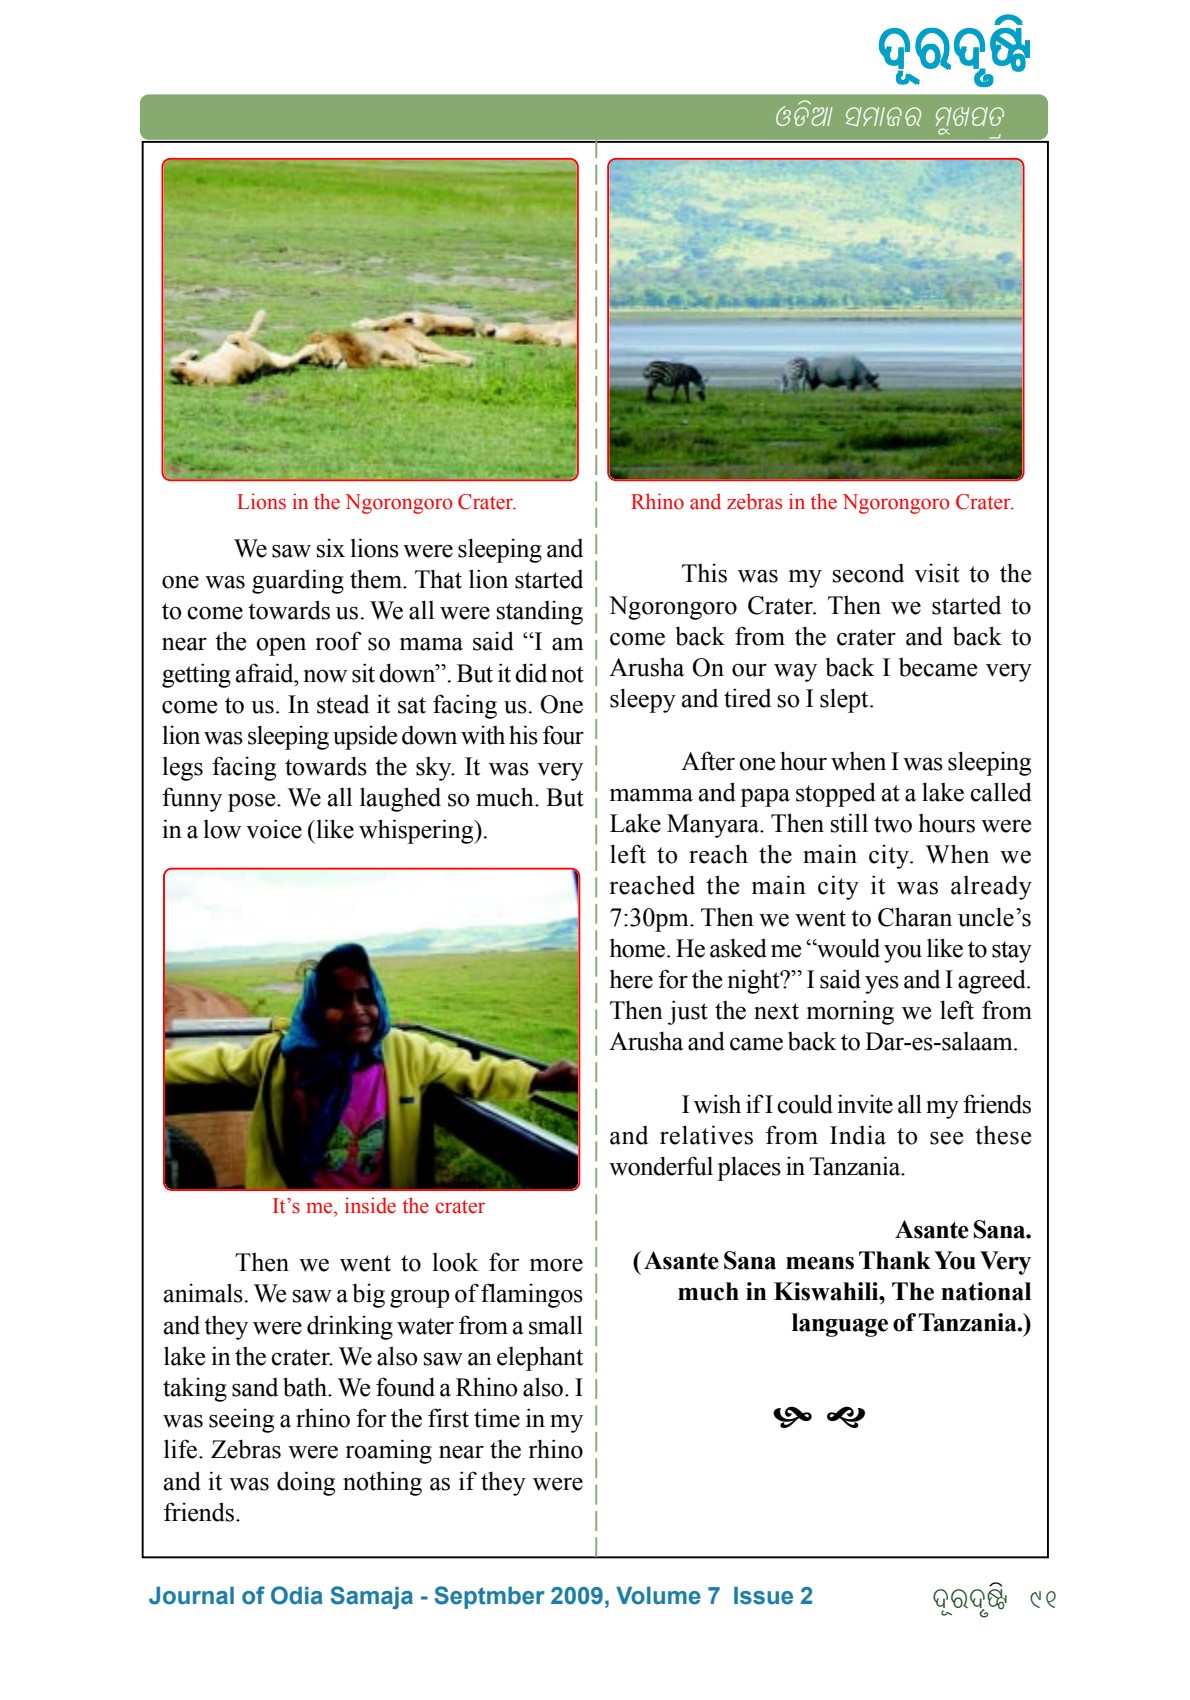 ଦୂରଦୃଷ୍ଟି
ଓଡିଆ ସମାଜର ମୁଖପତ୍ର
Lions in the Ngorongoro Crater.
We saw six lions were sleeping and
one was guarding them. That lion started
to come towards us. We all were standing
near the open roof so mama said “I am
getting afraid, now sit down”. But it did not
come to us. In stead it sat facing us. One
lion was sleeping upside down with his four
legs facing towards the sky. It was very
funny pose. We all laughed so much. But
in a low voice (like whispering).
It’s me, inside the crater
Then we went to look for more
animals. We saw a big group of flamingos
and they were drinking water from a small
lake in the crater. We also saw an elephant
taking sand bath. We found a Rhino also. I
was seeing a rhino for the first time in my
life. Zebras were roaming near the rhino
and it was doing nothing as if they were
friends.
Rhino and zebras in the Ngorongoro Crater.
This was my second visit to the
Ngorongoro Crater. Then we started to
come back from the crater and back to
Arusha On our way back I became very
sleepy and tired so I slept.
After one hour when I was sleeping
mamma and papa stopped at a lake called
Lake Manyara. Then still two hours were
left to reach the main city. When we
reached the main city it was already
7:30pm. Then we went to Charan uncle’s
home. He asked me “would you like to stay
here for the night?” I said yes and I agreed.
Then just the next morning we left from
Arusha and came back to Dar-es-salaam.
I wish if I could invite all my friends
and relatives from India to see these
wonderful places in Tanzania.
Asante Sana.
( Asante Sana means Thank You Very
much in Kiswahili, The national
language of Tanzania.)
Journal of Odia Samaja - Septmber 2009, Volume 7 Issue 2
ଦୂରଦୃଷ୍ଟି ୯୧